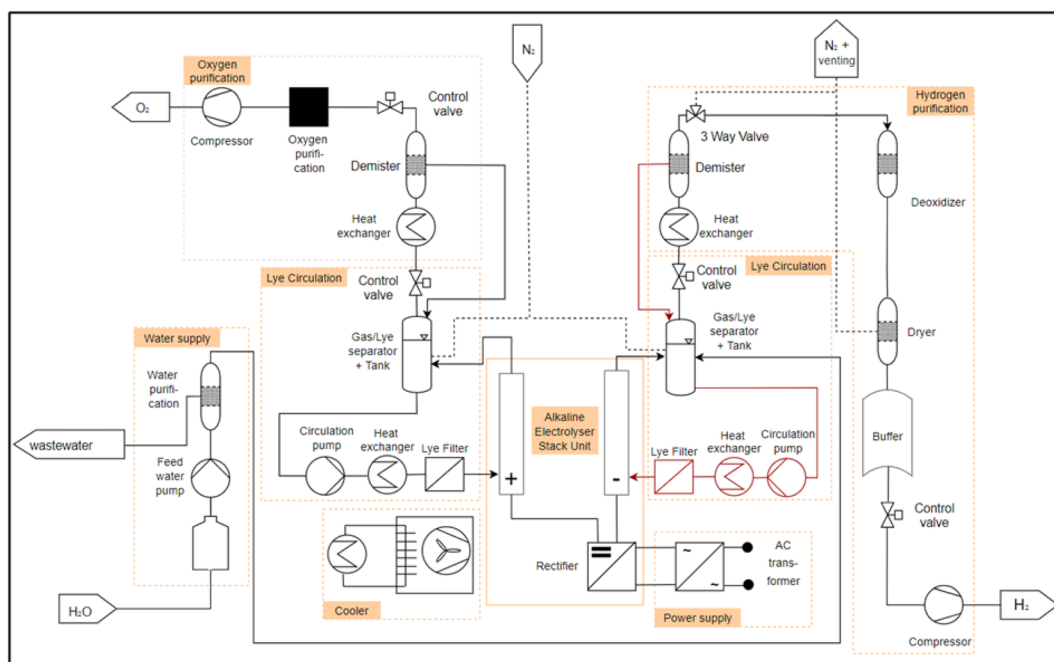 N₂
N₂ +
venting
Oxygen
purification
O₂
Compressor
Oxygen
purifi-
cation
Control
valve
Demister
Heat
exchanger
Hydrogen
purification
3 Way Valve
Demister
Deoxidizer
Heat
exchanger
Lye Circulation
Control
valve
Gas/Lye
separator
+ Tank
Control
valve
Lye Circulation
Gas/Lye
separator
+ Tank
Dryer
Water supply
Water
purifi-
cation
wastewater
Feed
water
pump
H₂O
Circulation
pump
Heat
exchanger
Lye Filter
+
Alkaline
Electrolyser
Stack Unit
-
Lye Filter
Heat
exchanger
Circulation
pump
Buffer
Control
valve
Cooler
Rectifier
=
~
~
AC
trans-
former
Power supply
Compressor
H₂